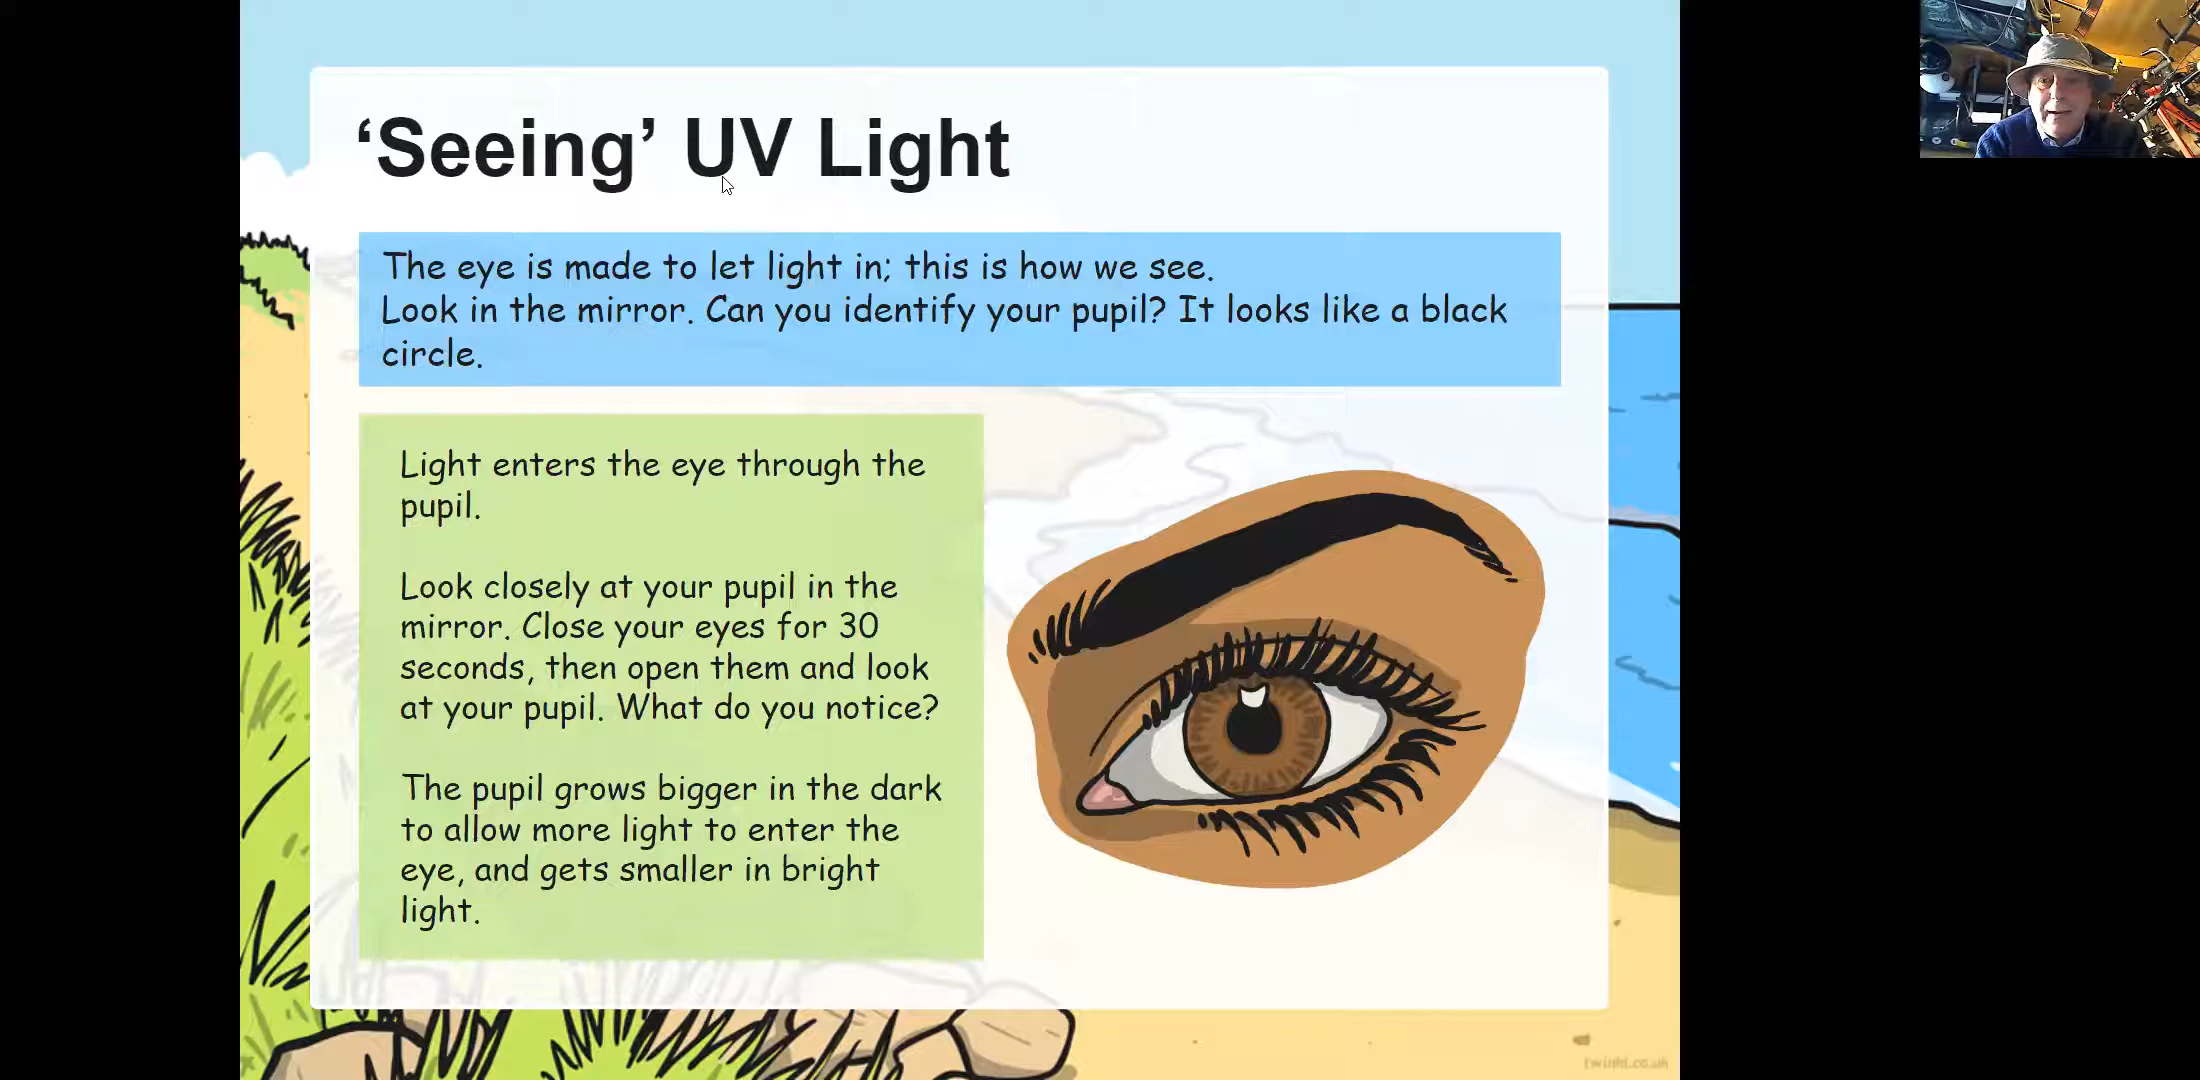 ‘Seeing’ UV Light
The eye is made to let light in; this is how we see.
Look in the mirror. Can you identify your pupil? It looks like a black
circle.
Light enters the eye through the
pupil.
Look closely at your pupil in the
mirror. Close your eyes for 30
seconds, then open them and look
at your pupil. What do you notice?
The pupil grows bigger in the dark
to allow more light to enter the
eye, and gets smaller in bright
light.
twinkl.co.uk